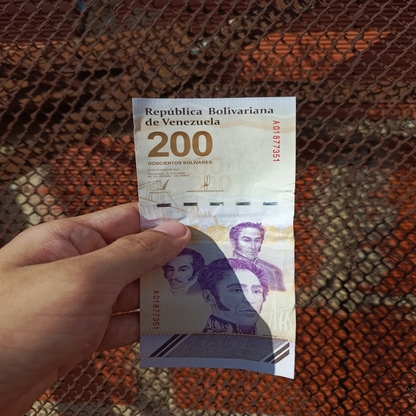 República Bolivariana
de Venezuela
200
DOSCIENTOS BOLÍVARES
A01877351
A01877351